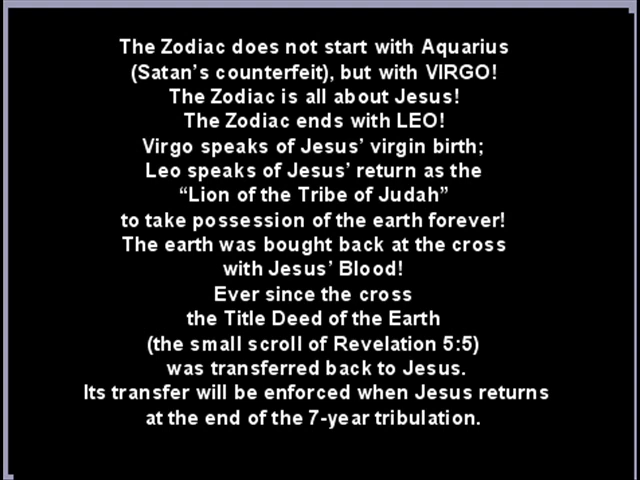 The Zodiac does not start with Aquarius
(Satan's counterfeit), but with VIRGO!
The Zodiac is all about Jesus!
The Zodiac ends with LEO!
Virgo speaks of Jesus' virgin birth;
Leo speaks of Jesus' return as the
“Lion of the Tribe of Judah”
to take possession of the earth forever!
The earth was bought back at the cross
with Jesus' Blood!
Ever since the cross
the Title Deed of the Earth
(the small scroll of Revelation 5:5)
was transferred back to Jesus.
Its transfer will be enforced when Jesus returns
at the end of the 7-year tribulation.